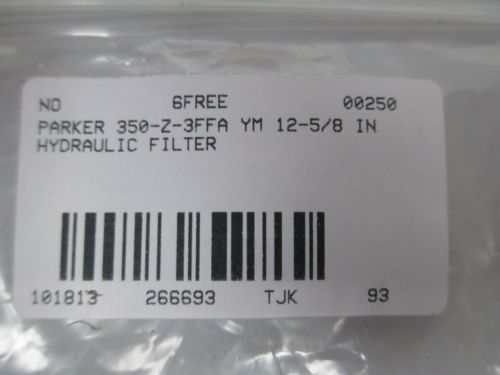 NO 6FREE 00250
PARKER 350-Z-3FFA YM 12-5/8 IN
HYDRAULIC FILTER
101813 266693 TJK 93